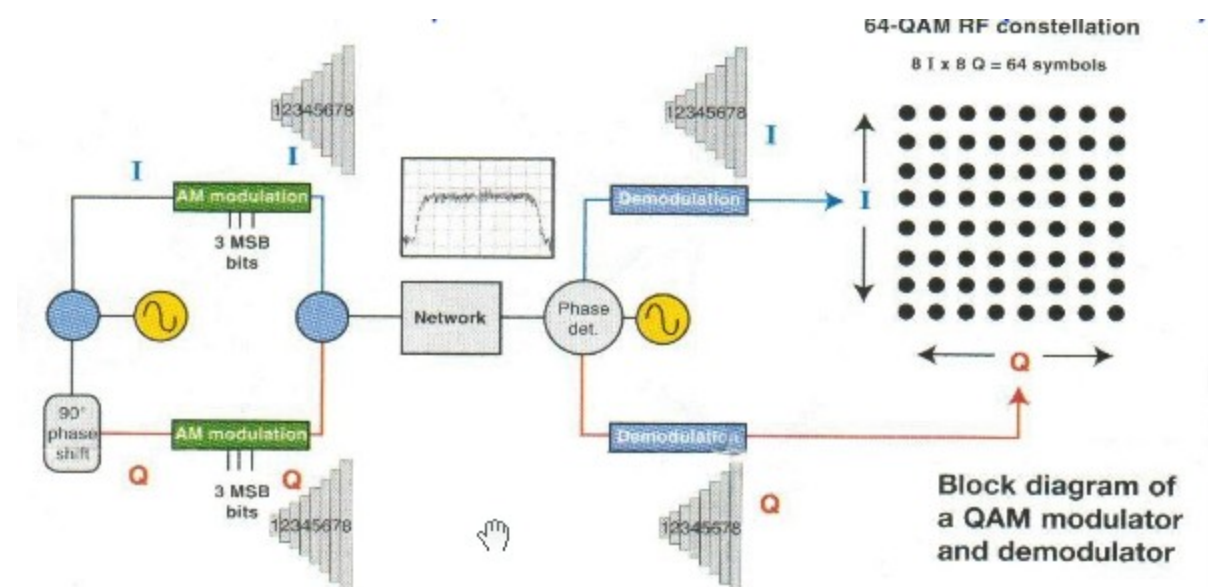 64-QAM RF constellation
8 I x 8 Q = 64 symbols
12345678
12345678
I
I
I
AM modulation
Demodulation
I
3 MSB
bits
Network
Phase
det.
Q
90°
phase
shift
AM modulation
Demodulation
Q
3 MSB
bits
Q
Q
12345678
12345678
Block diagram of
a QAM modulator
and demodulator